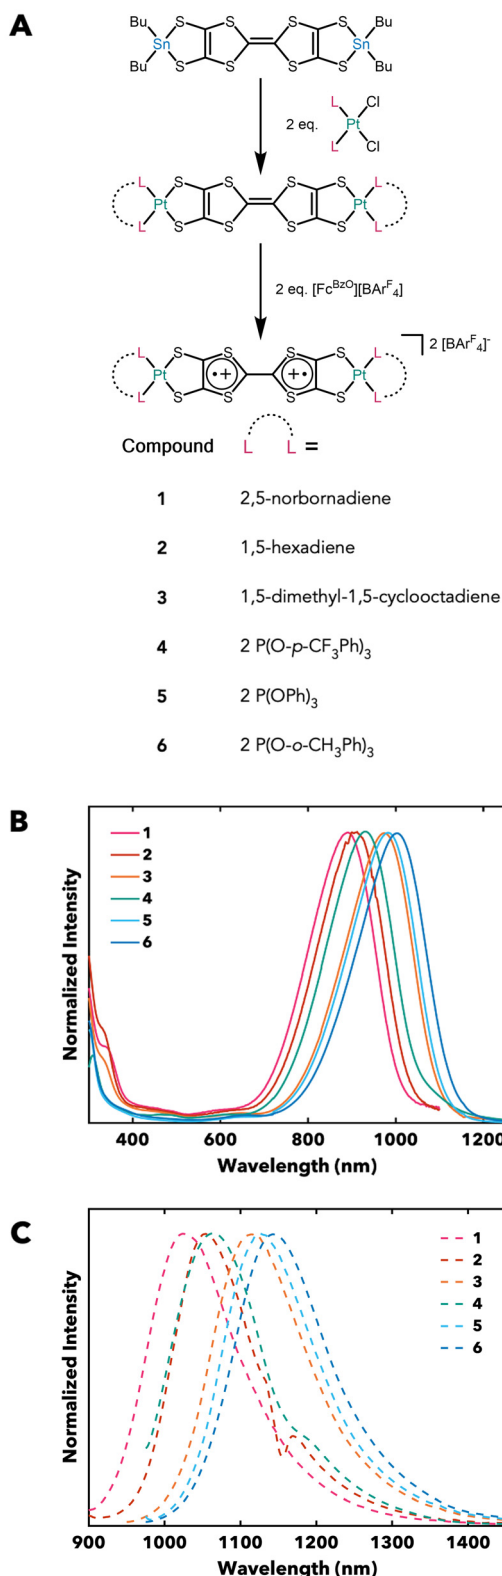 A
Bu Bu
S S S S
Sn Sn
Bu S S S S Bu
L Cl
2 eq. Pt
L Cl
L S S S S L
Pt Pt
L S S S S L
2 eq. [Fc^BzO][BAr^F_4]
L S S S S L ] 2 [BAr^F_4]^-
Pt •+ +• Pt
L S S S S L
Compound L L =
1 2,5-norbornadiene
2 1,5-hexadiene
3 1,5-dimethyl-1,5-cyclooctadiene
4 2 P(O-p-CF3Ph)3
5 2 P(OPh)3
6 2 P(O-o-CH3Ph)3
B
1
2
3
4
5
6
Normalized Intensity
400 600 800 1000 1200
Wavelength (nm)
C
1
2
3
4
5
6
Normalized Intensity
900 1000 1100 1200 1300 1400
Wavelength (nm)